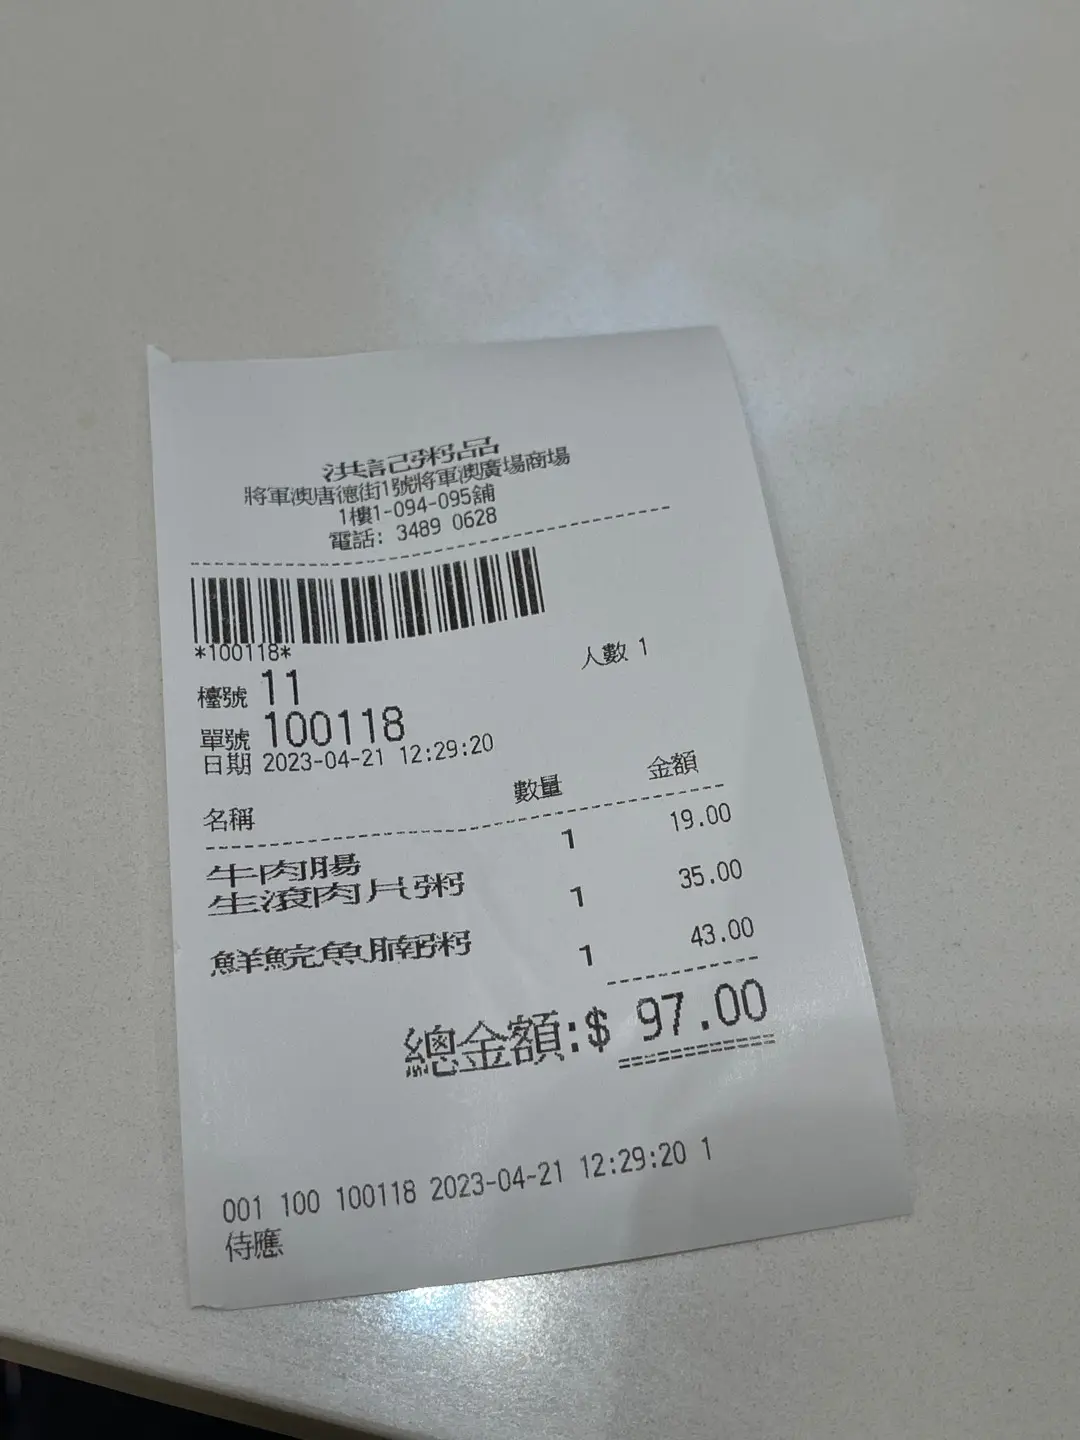 洪記粥品
將軍澳唐德街1號將軍澳廣場商場
1樓1-094-095舖
電話: 3489 0628
*100118*
檯號 11 人數 1
單號 100118
日期 2023-04-21 12:29:20
名稱 數量 金額
牛肉腸 1 19.00
生滾肉片粥 1 35.00
鮮鯇魚腩粥 1 43.00
總金額:$ 97.00
001 100 100118 2023-04-21 12:29:20 1
侍應